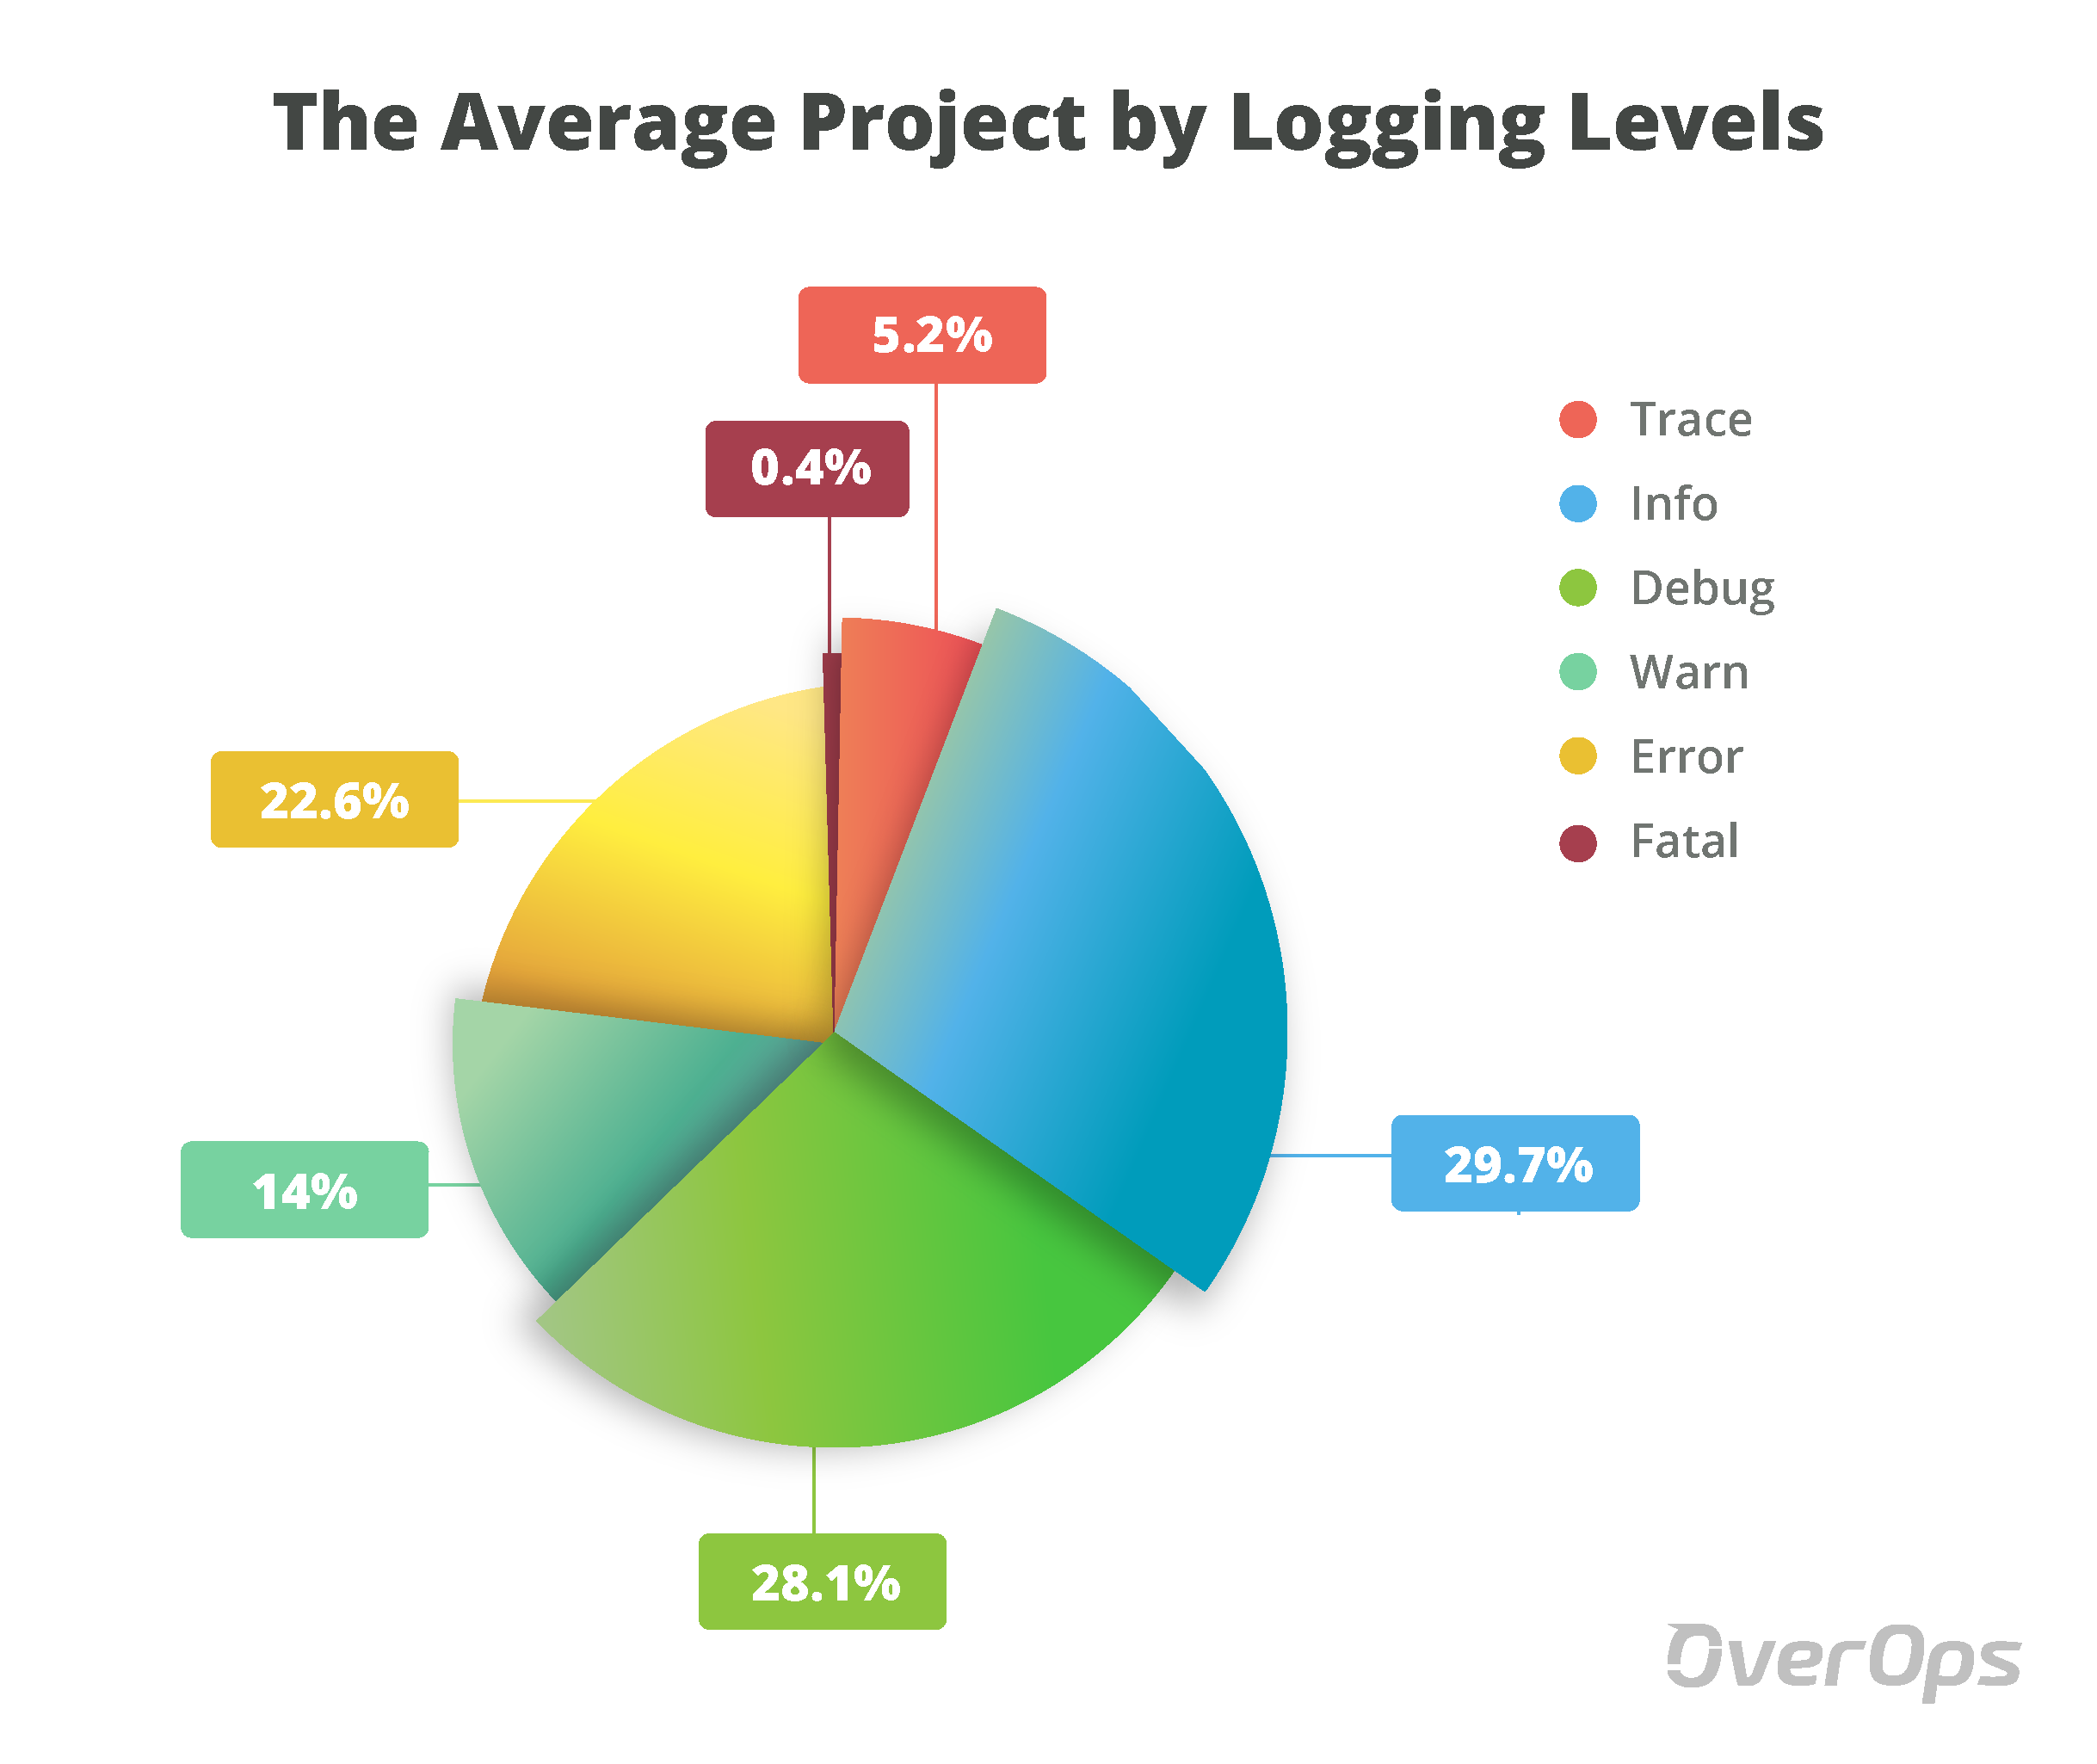 The Average Project by Logging Levels
5.2%
0.4%
22.6%
14%
29.7%
28.1%
Trace
Info
Debug
Warn
Error
Fatal
OverOps